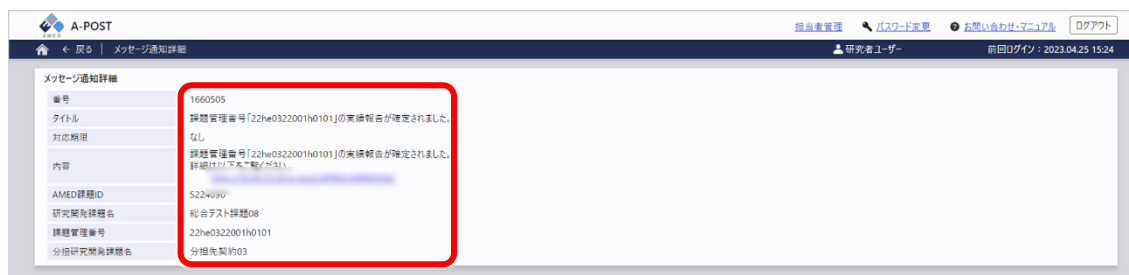 A-POST
AMED
担当者管理 パスワード変更 お問い合わせ・マニュアル ログアウト
← 戻る | メッセージ通知詳細 研究者ユーザー 前回ログイン：2023.04.25 15:24
メッセージ通知詳細
番号 1660505
タイトル 課題管理番号「22he0322001h0101」の実績報告が確定されました。
対応期限 なし
内容 課題管理番号「22he0322001h0101」の実績報告が確定されました。
詳細は以下をご覧ください。
AMED課題ID
研究開発課題名 総合テスト課題08
課題管理番号 22he0322001h0101
分担研究開発課題名 分担先契約03